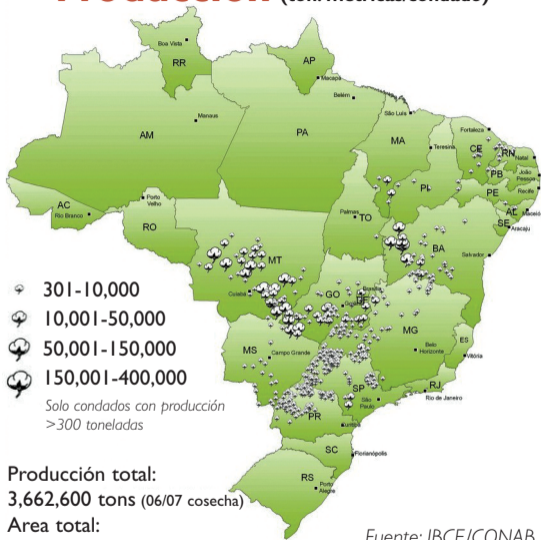 Producción (ton. métricas/condado)
Boa Vista
RR
AP
Macapa
Belém
São Luis
Fortaleza
Manaus
AM
PA
MA
Teresina
CE
RN
Natal
PB
João Pessoa
PI
PE
Recife
AC
Rio Branco
Porto Velho
RO
Palmas
TO
AL
Maceió
SE
Aracaju
BA
Salvador
MT
Cuiabá
GO
DF
MG
Belo Horizonte
ES
Vitória
MS
Campo Grande
SP
São Paulo
RJ
Rio de Janeiro
PR
Curitiba
SC
Florianópolis
RS
Porto Alegre
301-10,000
10,001-50,000
50,001-150,000
150,001-400,000
Solo condados con producción
>300 toneladas
Producción total:
3,662,600 tons (06/07 cosecha)
Area total:
Fuente: IBGE/CONAB